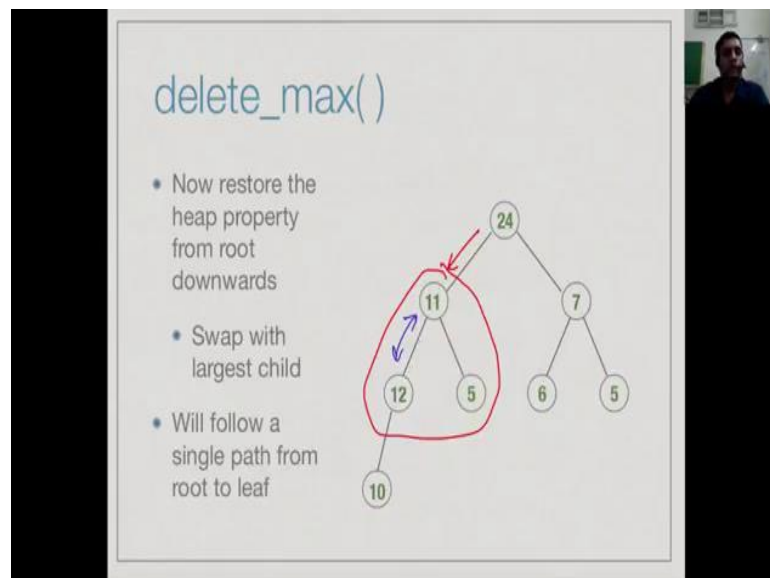 delete_max( )
• Now restore the
heap property
from root
downwards
• Swap with
largest child
• Will follow a
single path from
root to leaf
24
11
7
12
5
6
5
10